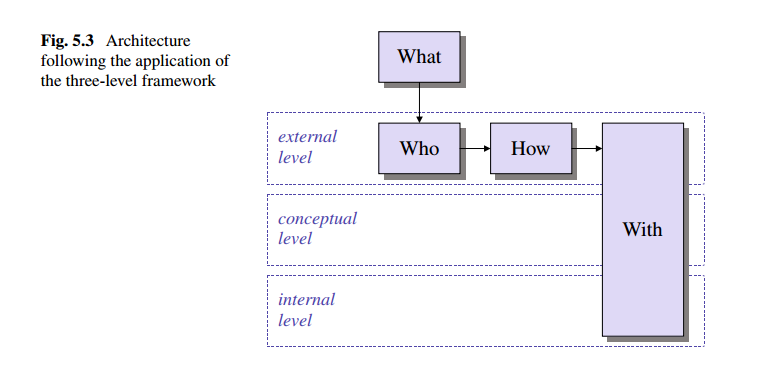 Fig. 5.3 Architecture
following the application of
the three-level framework
What
external
level
Who
How
conceptual
level
With
internal
level